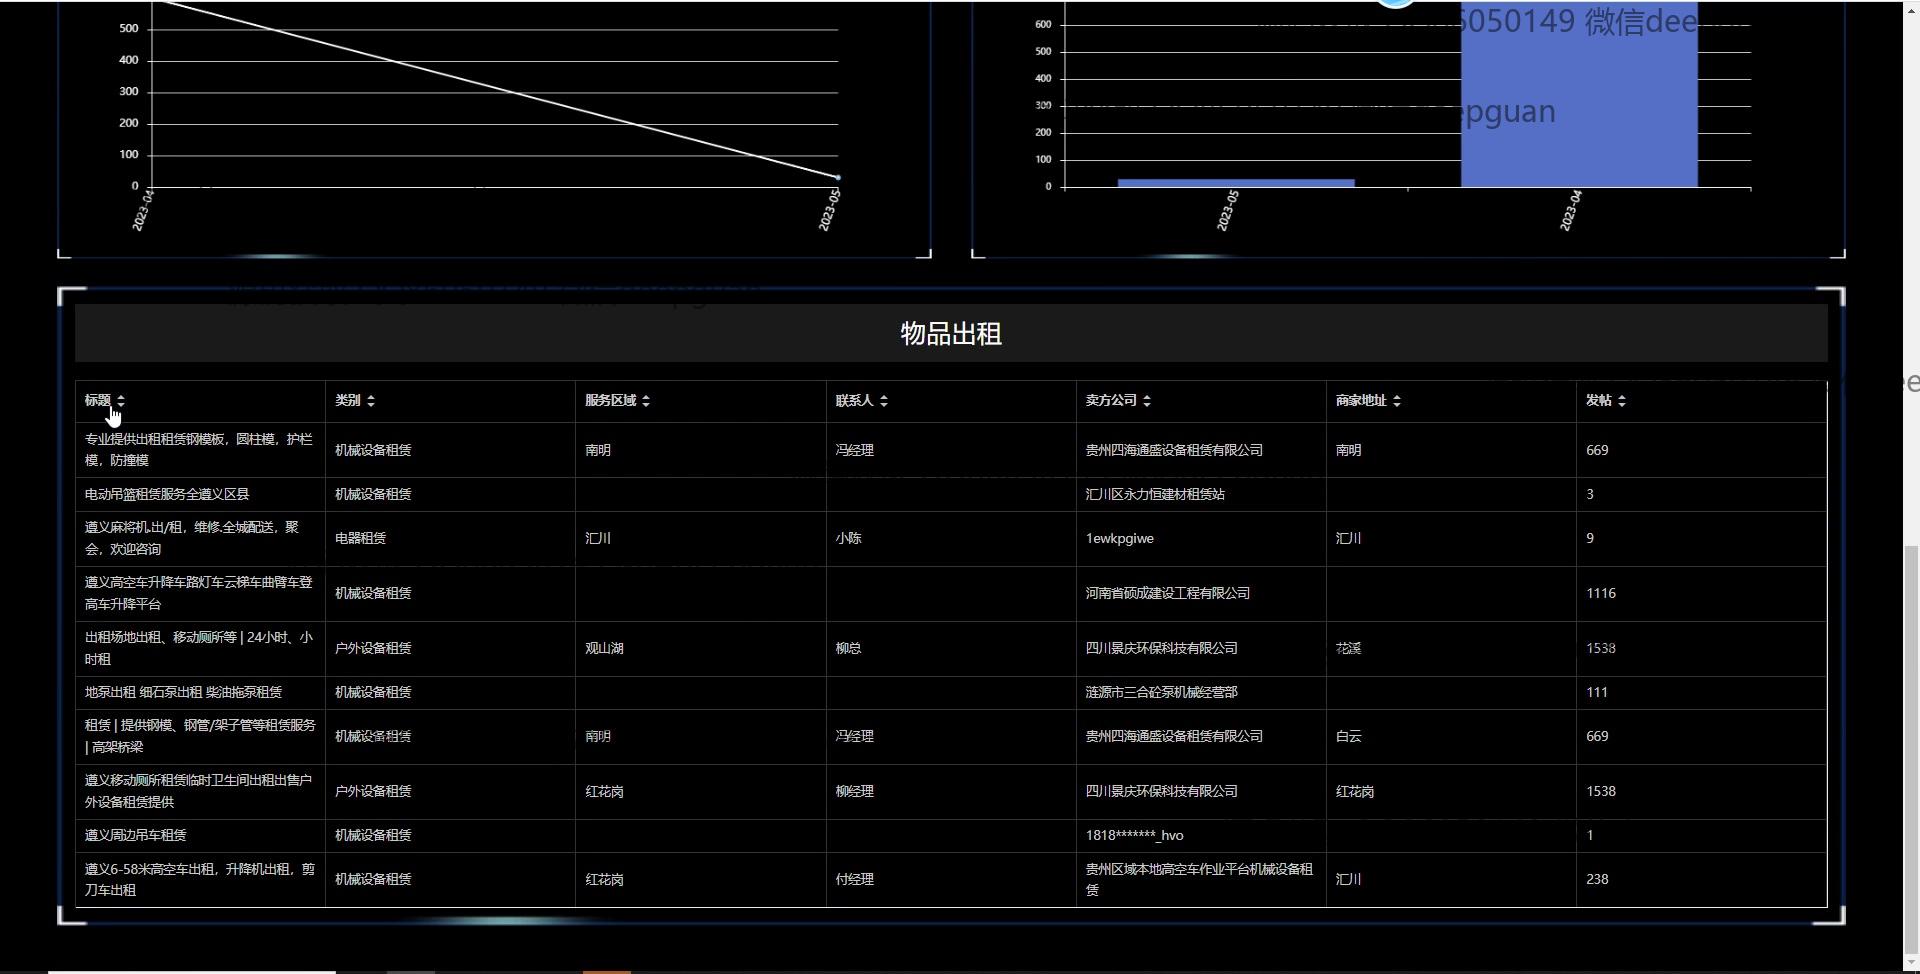 500
400
300
200
100
0
2023-04
2023-05
600
500
400
300
200
100
0
2023-05
2023-04
6050149 微信dee
epguan
物品出租
标题 类别 服务区域 联系人 卖方公司 商家地址 发帖
专业提供出租租赁钢模板，圆柱模，护栏
模，防撞模
机械设备租赁 南明 冯经理 贵州四海通盛设备租赁有限公司 南明 669
电动吊篮租赁服务全遵义区县 机械设备租赁 汇川区永力恒建材租赁站 3
遵义麻将机.出/租，维修.全城配送，聚
会，欢迎咨询
电器租赁 汇川 小陈 1ewkpgiwe 汇川 9
遵义高空车升降车路灯车云梯车曲臂车登
高车升降平台
机械设备租赁 河南省硕成建设工程有限公司 1116
出租场地出租、移动厕所等 | 24小时、小
时租
户外设备租赁 观山湖 柳总 四川景庆环保科技有限公司 花溪 1538
地泵出租 细石泵出租 柴油拖泵租赁 机械设备租赁 涟源市三合砼泵机械经营部 111
租赁 | 提供钢模、钢管/架子管等租赁服务
| 高架桥梁
机械设备租赁 南明 冯经理 贵州四海通盛设备租赁有限公司 白云 669
遵义移动厕所租赁临时卫生间出租出售户
外设备租赁提供
户外设备租赁 红花岗 柳经理 四川景庆环保科技有限公司 红花岗 1538
遵义周边吊车租赁 机械设备租赁 1818*******_hvo 1
遵义6-58米高空车出租，升降机出租，剪
刀车出租
机械设备租赁 红花岗 付经理 贵州区域本地高空车作业平台机械设备租
赁
汇川 238